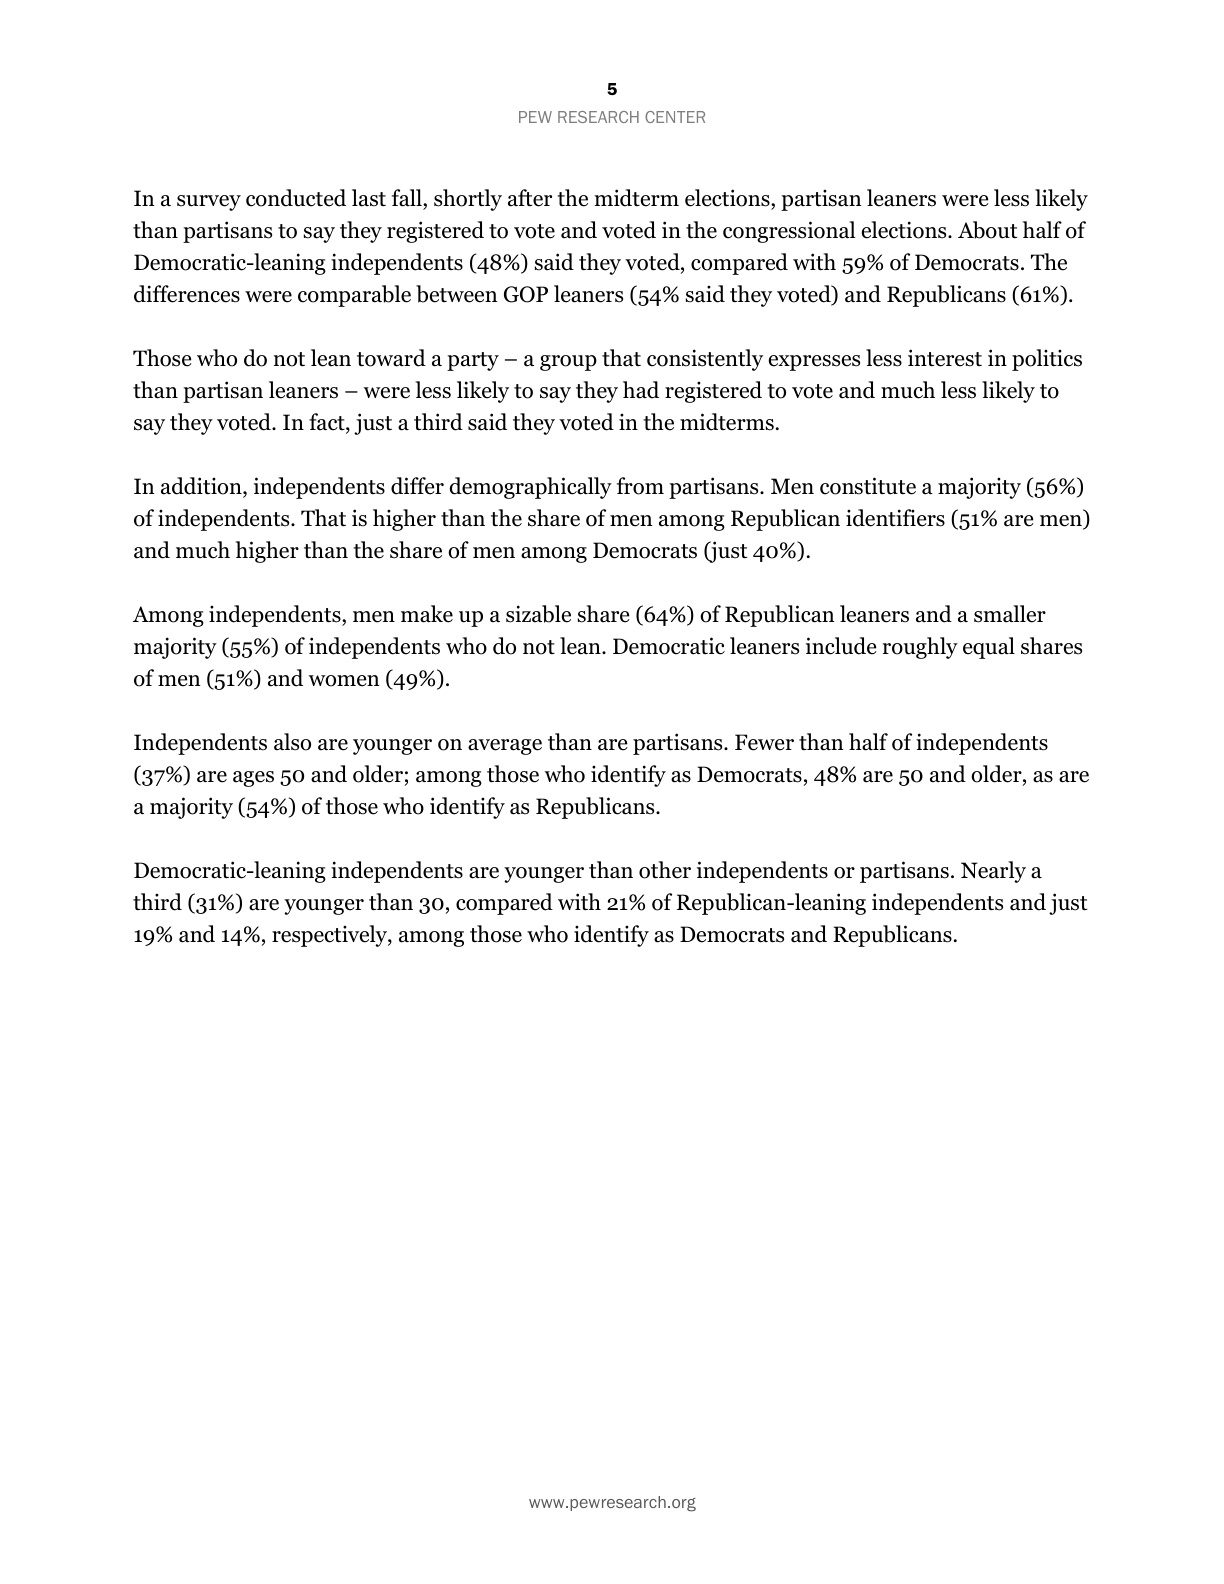 5
PEW RESEARCH CENTER
In a survey conducted last fall, shortly after the midterm elections, partisan leaners were less likely
than partisans to say they registered to vote and voted in the congressional elections. About half of
Democratic-leaning independents (48%) said they voted, compared with 59% of Democrats. The
differences were comparable between GOP leaners (54% said they voted) and Republicans (61%).
Those who do not lean toward a party – a group that consistently expresses less interest in politics
than partisan leaners – were less likely to say they had registered to vote and much less likely to
say they voted. In fact, just a third said they voted in the midterms.
In addition, independents differ demographically from partisans. Men constitute a majority (56%)
of independents. That is higher than the share of men among Republican identifiers (51% are men)
and much higher than the share of men among Democrats (just 40%).
Among independents, men make up a sizable share (64%) of Republican leaners and a smaller
majority (55%) of independents who do not lean. Democratic leaners include roughly equal shares
of men (51%) and women (49%).
Independents also are younger on average than are partisans. Fewer than half of independents
(37%) are ages 50 and older; among those who identify as Democrats, 48% are 50 and older, as are
a majority (54%) of those who identify as Republicans.
Democratic-leaning independents are younger than other independents or partisans. Nearly a
third (31%) are younger than 30, compared with 21% of Republican-leaning independents and just
19% and 14%, respectively, among those who identify as Democrats and Republicans.
www.pewresearch.org